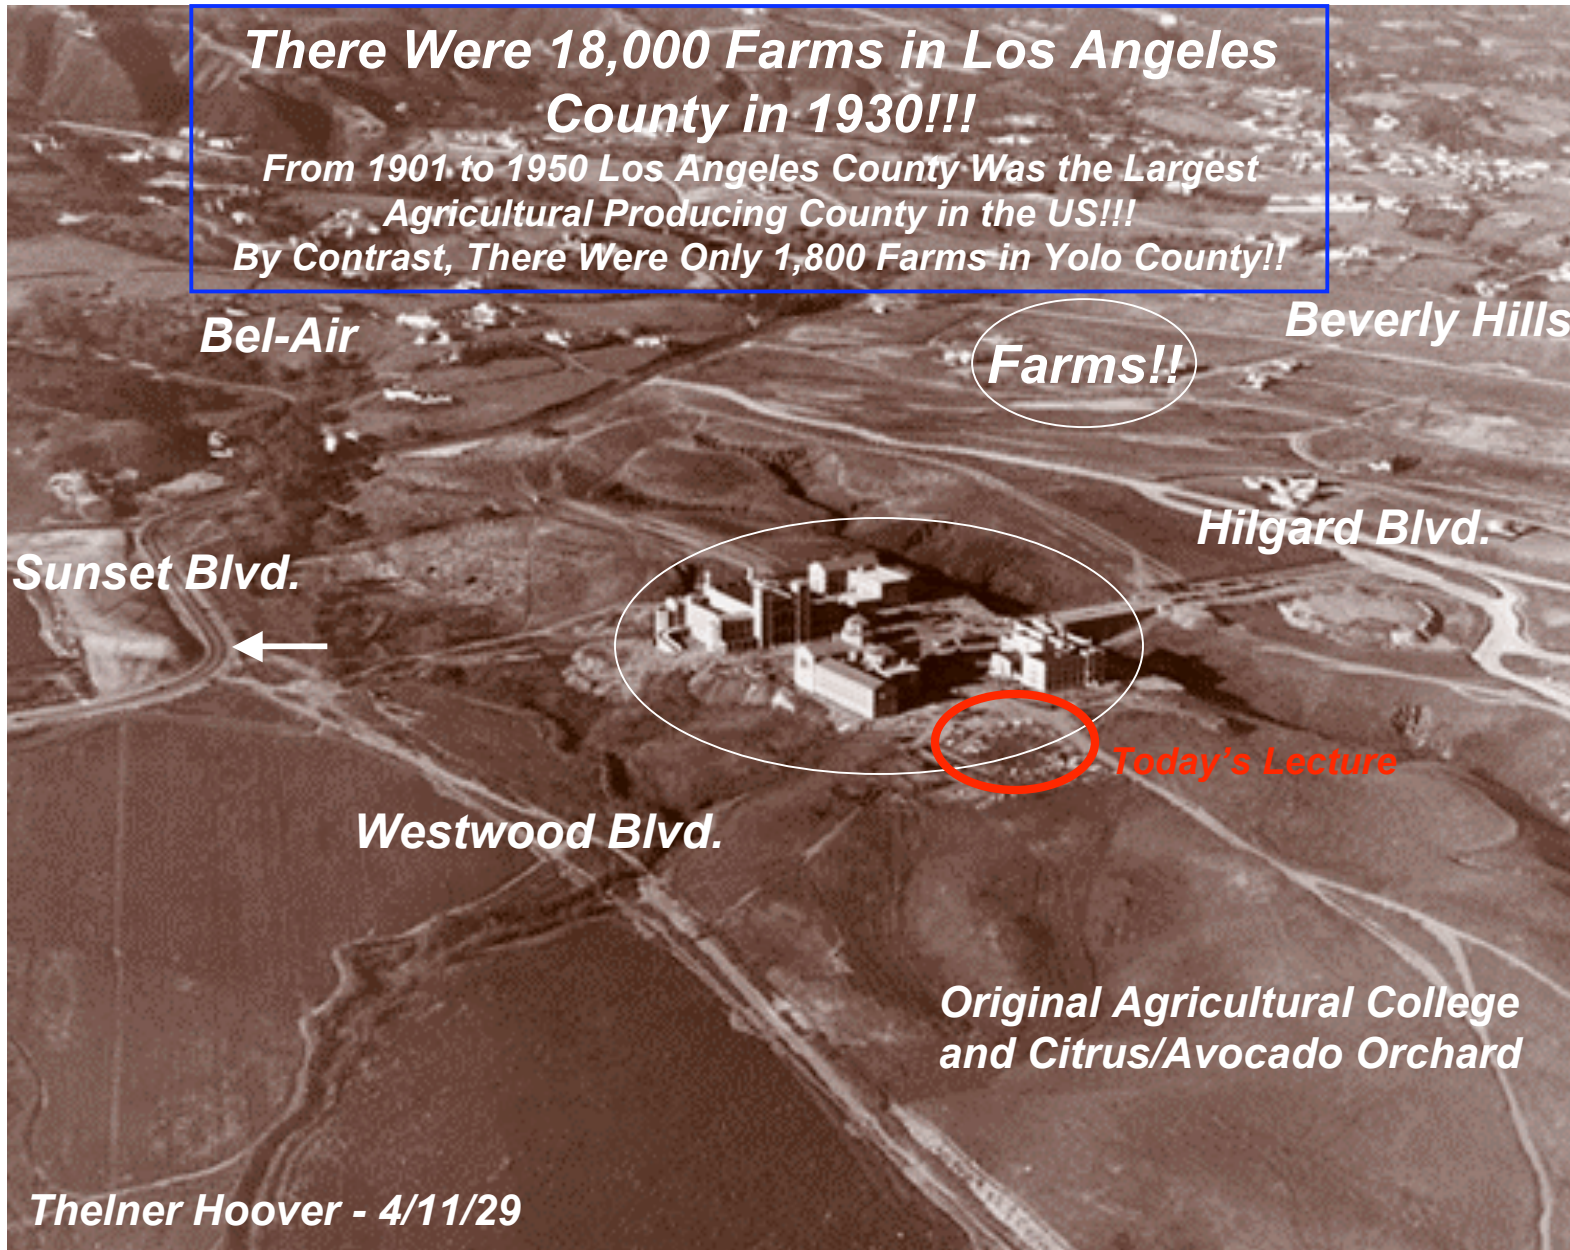 There Were 18,000 Farms in Los Angeles
County in 1930!!!
From 1901 to 1950 Los Angeles County Was the Largest
Agricultural Producing County in the US!!!
By Contrast, There Were Only 1,800 Farms in Yolo County!!
Bel-Air
Beverly Hills
Farms!!
Hilgard Blvd.
Sunset Blvd.
Today's Lecture
Westwood Blvd.
Original Agricultural College
and Citrus/Avocado Orchard
Thelner Hoover - 4/11/29